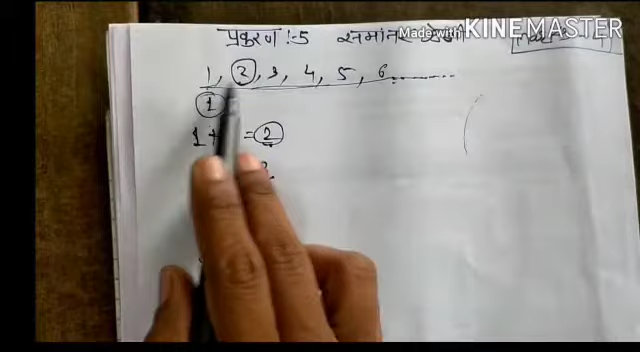 Made with KINEMASTER
प्रकरण :-5 समांतर श्रेणी
1, 2, 3, 4, 5, 6 ........
1
1+ = 2